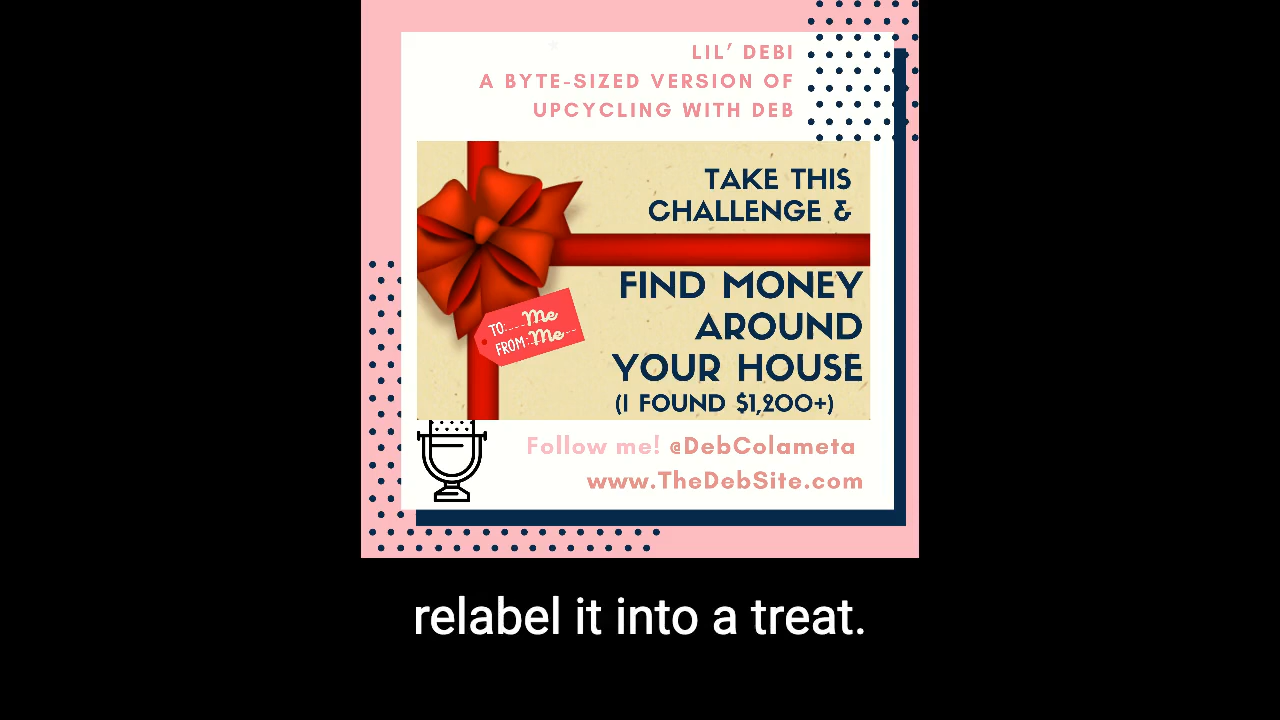 LIL’ DEBI
A BYTE-SIZED VERSION OF
UPCYCLING WITH DEB
TAKE THIS
CHALLENGE &
FIND MONEY
AROUND
YOUR HOUSE
(I FOUND $1,200+)
TO: Me
FROM: Me
Follow me! @DebColameta
www.TheDebSite.com
relabel it into a treat.